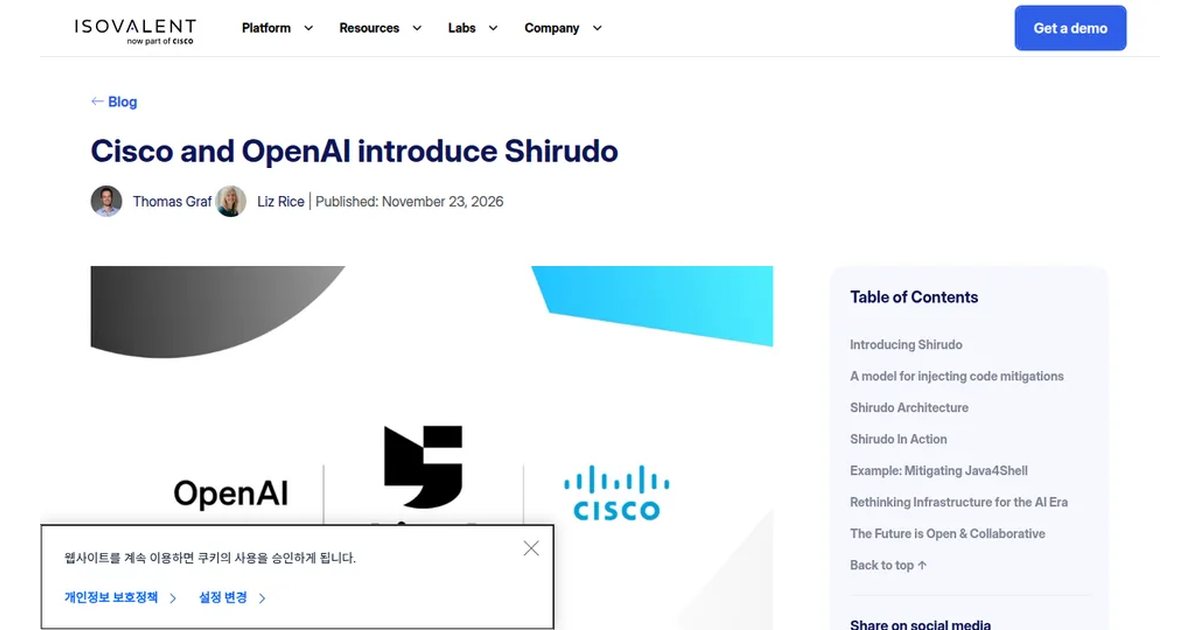 ISOVALENT
now part of CISCO
Platform
Resources
Labs
Company
Get a demo
← Blog
Cisco and OpenAI introduce Shirudo
Thomas Graf
Liz Rice | Published: November 23, 2026
OpenAI
CISCO
Table of Contents
Introducing Shirudo
A model for injecting code mitigations
Shirudo Architecture
Shirudo In Action
Example: Mitigating Java4Shell
Rethinking Infrastructure for the AI Era
The Future is Open & Collaborative
Back to top ↑
Share on social media
웹사이트를 계속 이용하면 쿠키의 사용을 승인하게 됩니다.
개인정보 보호정책
설정 변경